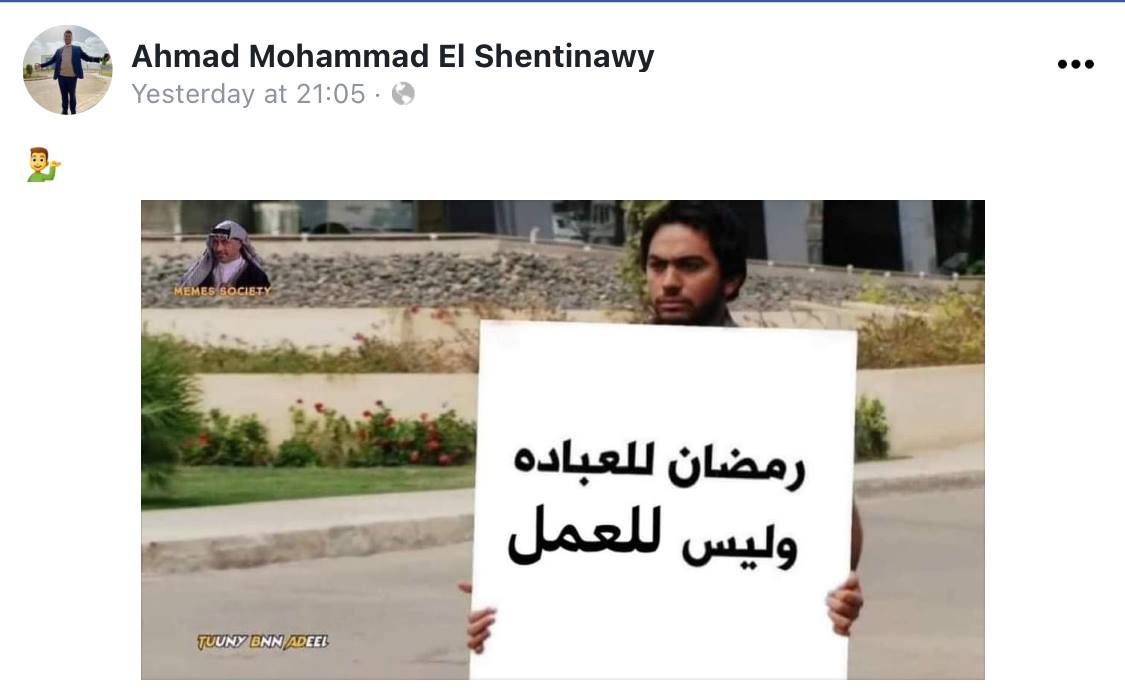 Ahmad Mohammad El Shentinawy
Yesterday at 21:05 ·
MEMES SOCIETY
رمضان للعباده
وليس للعمل
TUUNY BNN ADEEL